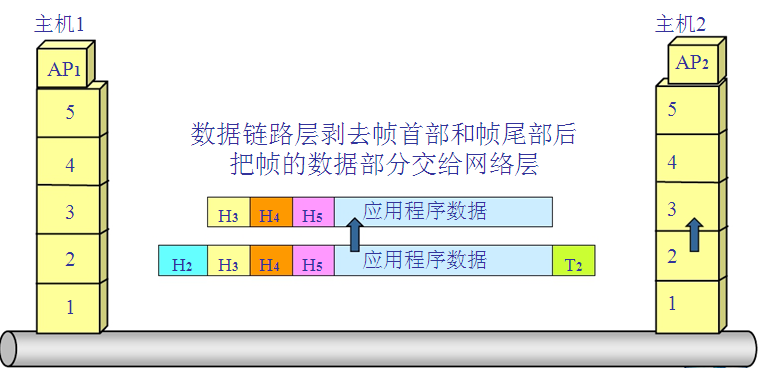 主机1
主机2
AP1
AP2
5
5
数据链路层剥去帧首部和帧尾部后
4
把帧的数据部分交给网络层
4
3
H3 H4 H5 应用程序数据
3
2
H2 H3 H4 H5 应用程序数据 T2
2
1
1